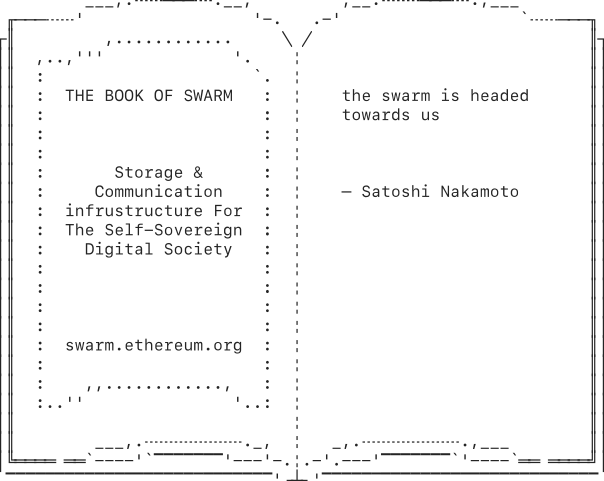 THE BOOK OF SWARM
Storage &
Communication
infrustructure For
The Self-Sovereign
Digital Society
swarm.ethereum.org
the swarm is headed
towards us
— Satoshi Nakamoto